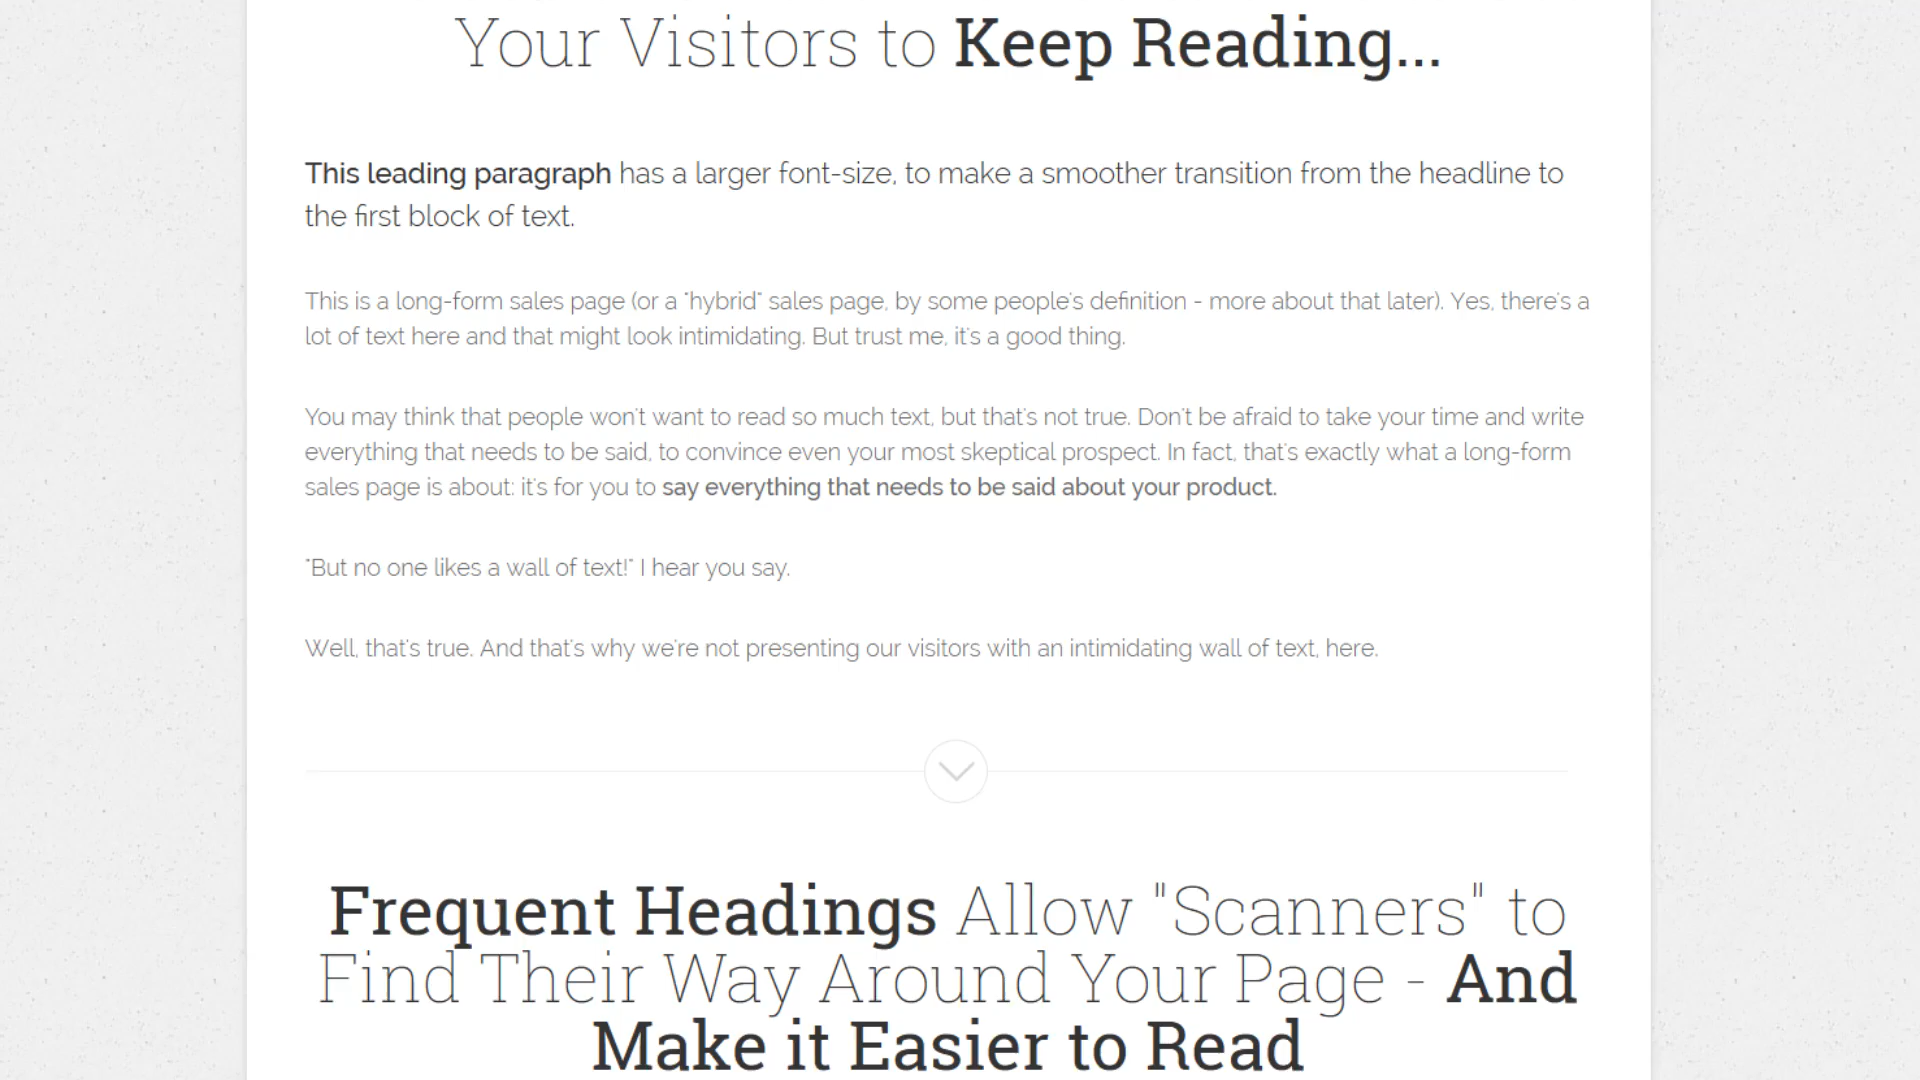 Your Visitors to Keep Reading...
This leading paragraph has a larger font-size, to make a smoother transition from the headline to
the first block of text.
This is a long-form sales page (or a "hybrid" sales page, by some people's definition - more about that later). Yes, there's a
lot of text here and that might look intimidating. But trust me, it's a good thing.
You may think that people won't want to read so much text, but that's not true. Don't be afraid to take your time and write
everything that needs to be said, to convince even your most skeptical prospect. In fact, that's exactly what a long-form
sales page is about: it's for you to say everything that needs to be said about your product.
"But no one likes a wall of text!" I hear you say.
Well, that's true. And that's why we're not presenting our visitors with an intimidating wall of text, here.
Frequent Headings Allow "Scanners" to
Find Their Way Around Your Page - And
Make it Easier to Read